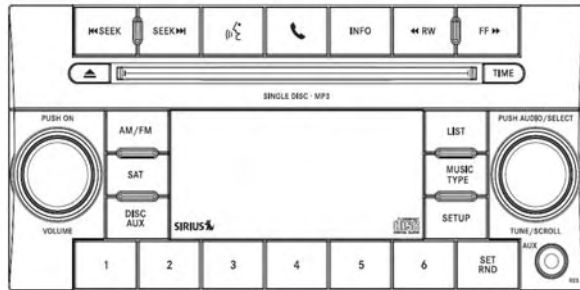 SEEK
SEEK
INFO
RW
FF
TIME
SINGLE DISC · MP3
PUSH ON
VOLUME
AM/FM
SAT
DISC
AUX
SIRIUS
LIST
MUSIC
TYPE
SETUP
PUSH AUDIO/SELECT
TUNE/SCROLL
AUX
1
2
3
4
5
6
SET
RND
RES